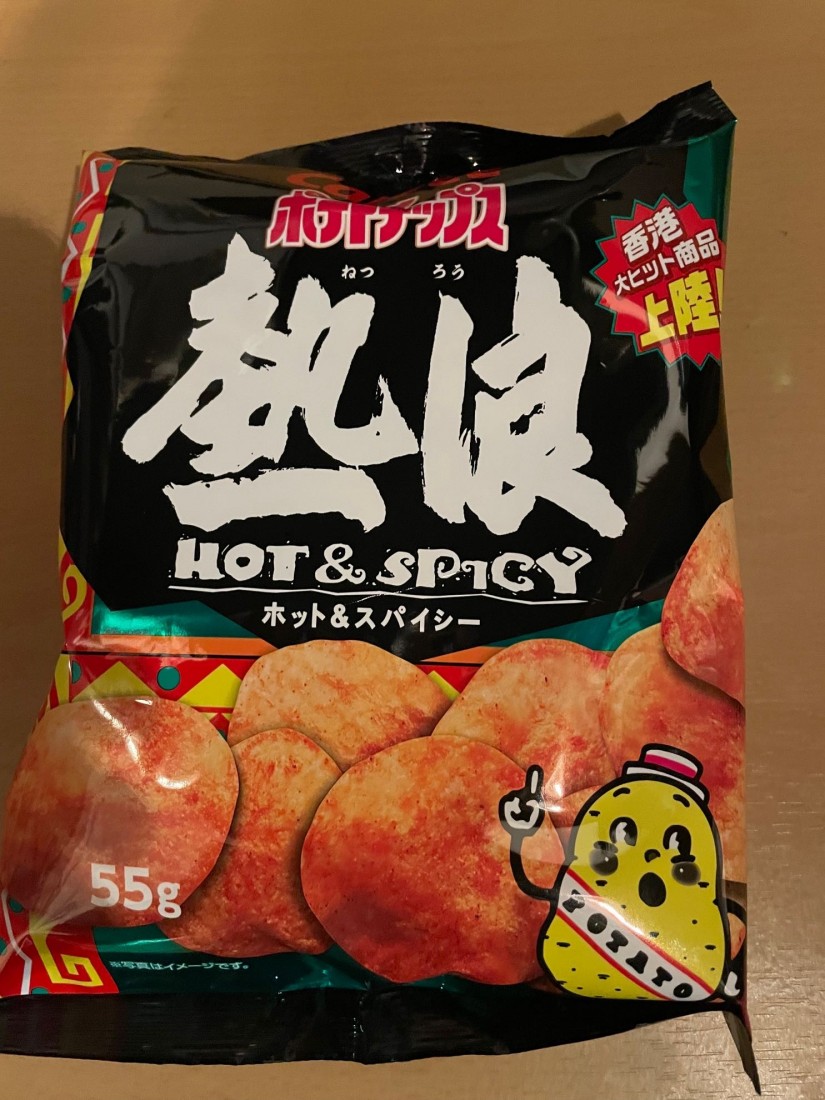 ポテトチップス
香港
大ヒット商品
上陸!
ねつ ろう
熱浪
HOT & SPICY
ホット&スパイシー
55g
POTATO
※写真はイメージです。